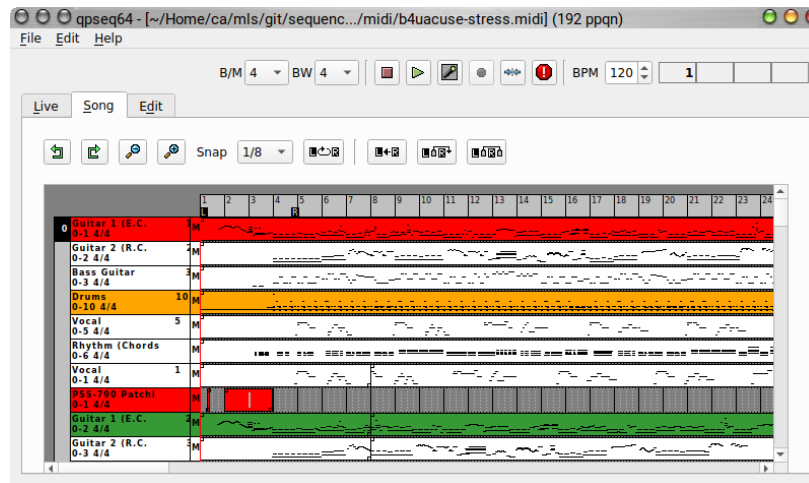 qpseq64 - [~/Home/ca/mls/git/sequenc.../midi/b4uacuse-stress.midi] (192 ppqn)
File Edit Help
B/M 4 BW 4 BPM 120 1
Live Song Edit
Snap 1/8
1 2 3 4 5 6 7 8 9 10 11 12 13 14 15 16 17 18 19 20 21 22 23 24
L R
0 Guitar 1 (E.C. 1 M
0-1 4/4
Guitar 2 (R.C. 2 M
0-2 4/4
Bass Guitar 3 M
0-3 4/4
Drums 10 M
0-10 4/4
Vocal 5 M
0-5 4/4
Rhythm (Chords M
0-6 4/4
Vocal 1 M
0-1 4/4
PSS-790 Patchi M
0-1 4/4
Guitar 1 (E.C. 2 M
0-2 4/4
Guitar 2 (R.C. 3 M
0-3 4/4